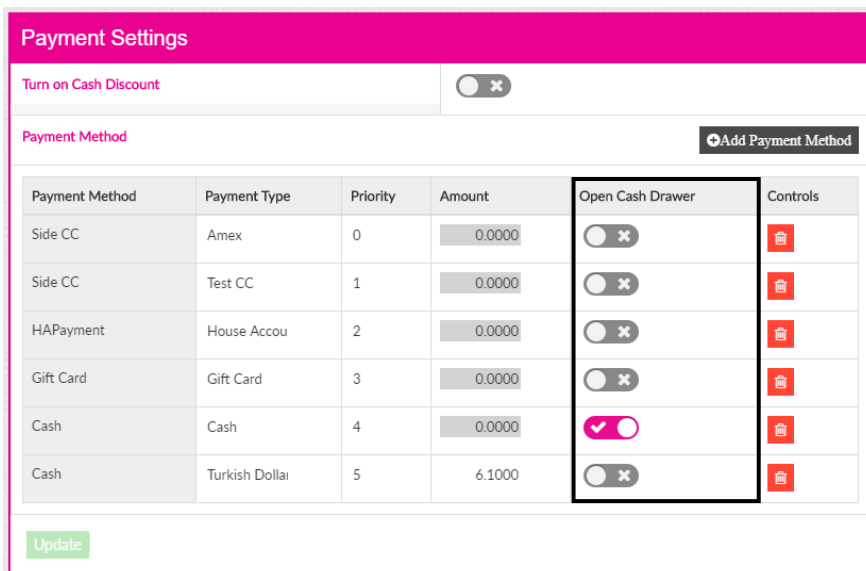 Payment Settings
Turn on Cash Discount
Payment Method
Add Payment Method
Payment Method Payment Type Priority Amount Open Cash Drawer Controls
Side CC Amex 0 0.0000
Side CC Test CC 1 0.0000
HAPayment House Accou 2 0.0000
Gift Card Gift Card 3 0.0000
Cash Cash 4 0.0000
Cash Turkish Dollar 5 6.1000
Update